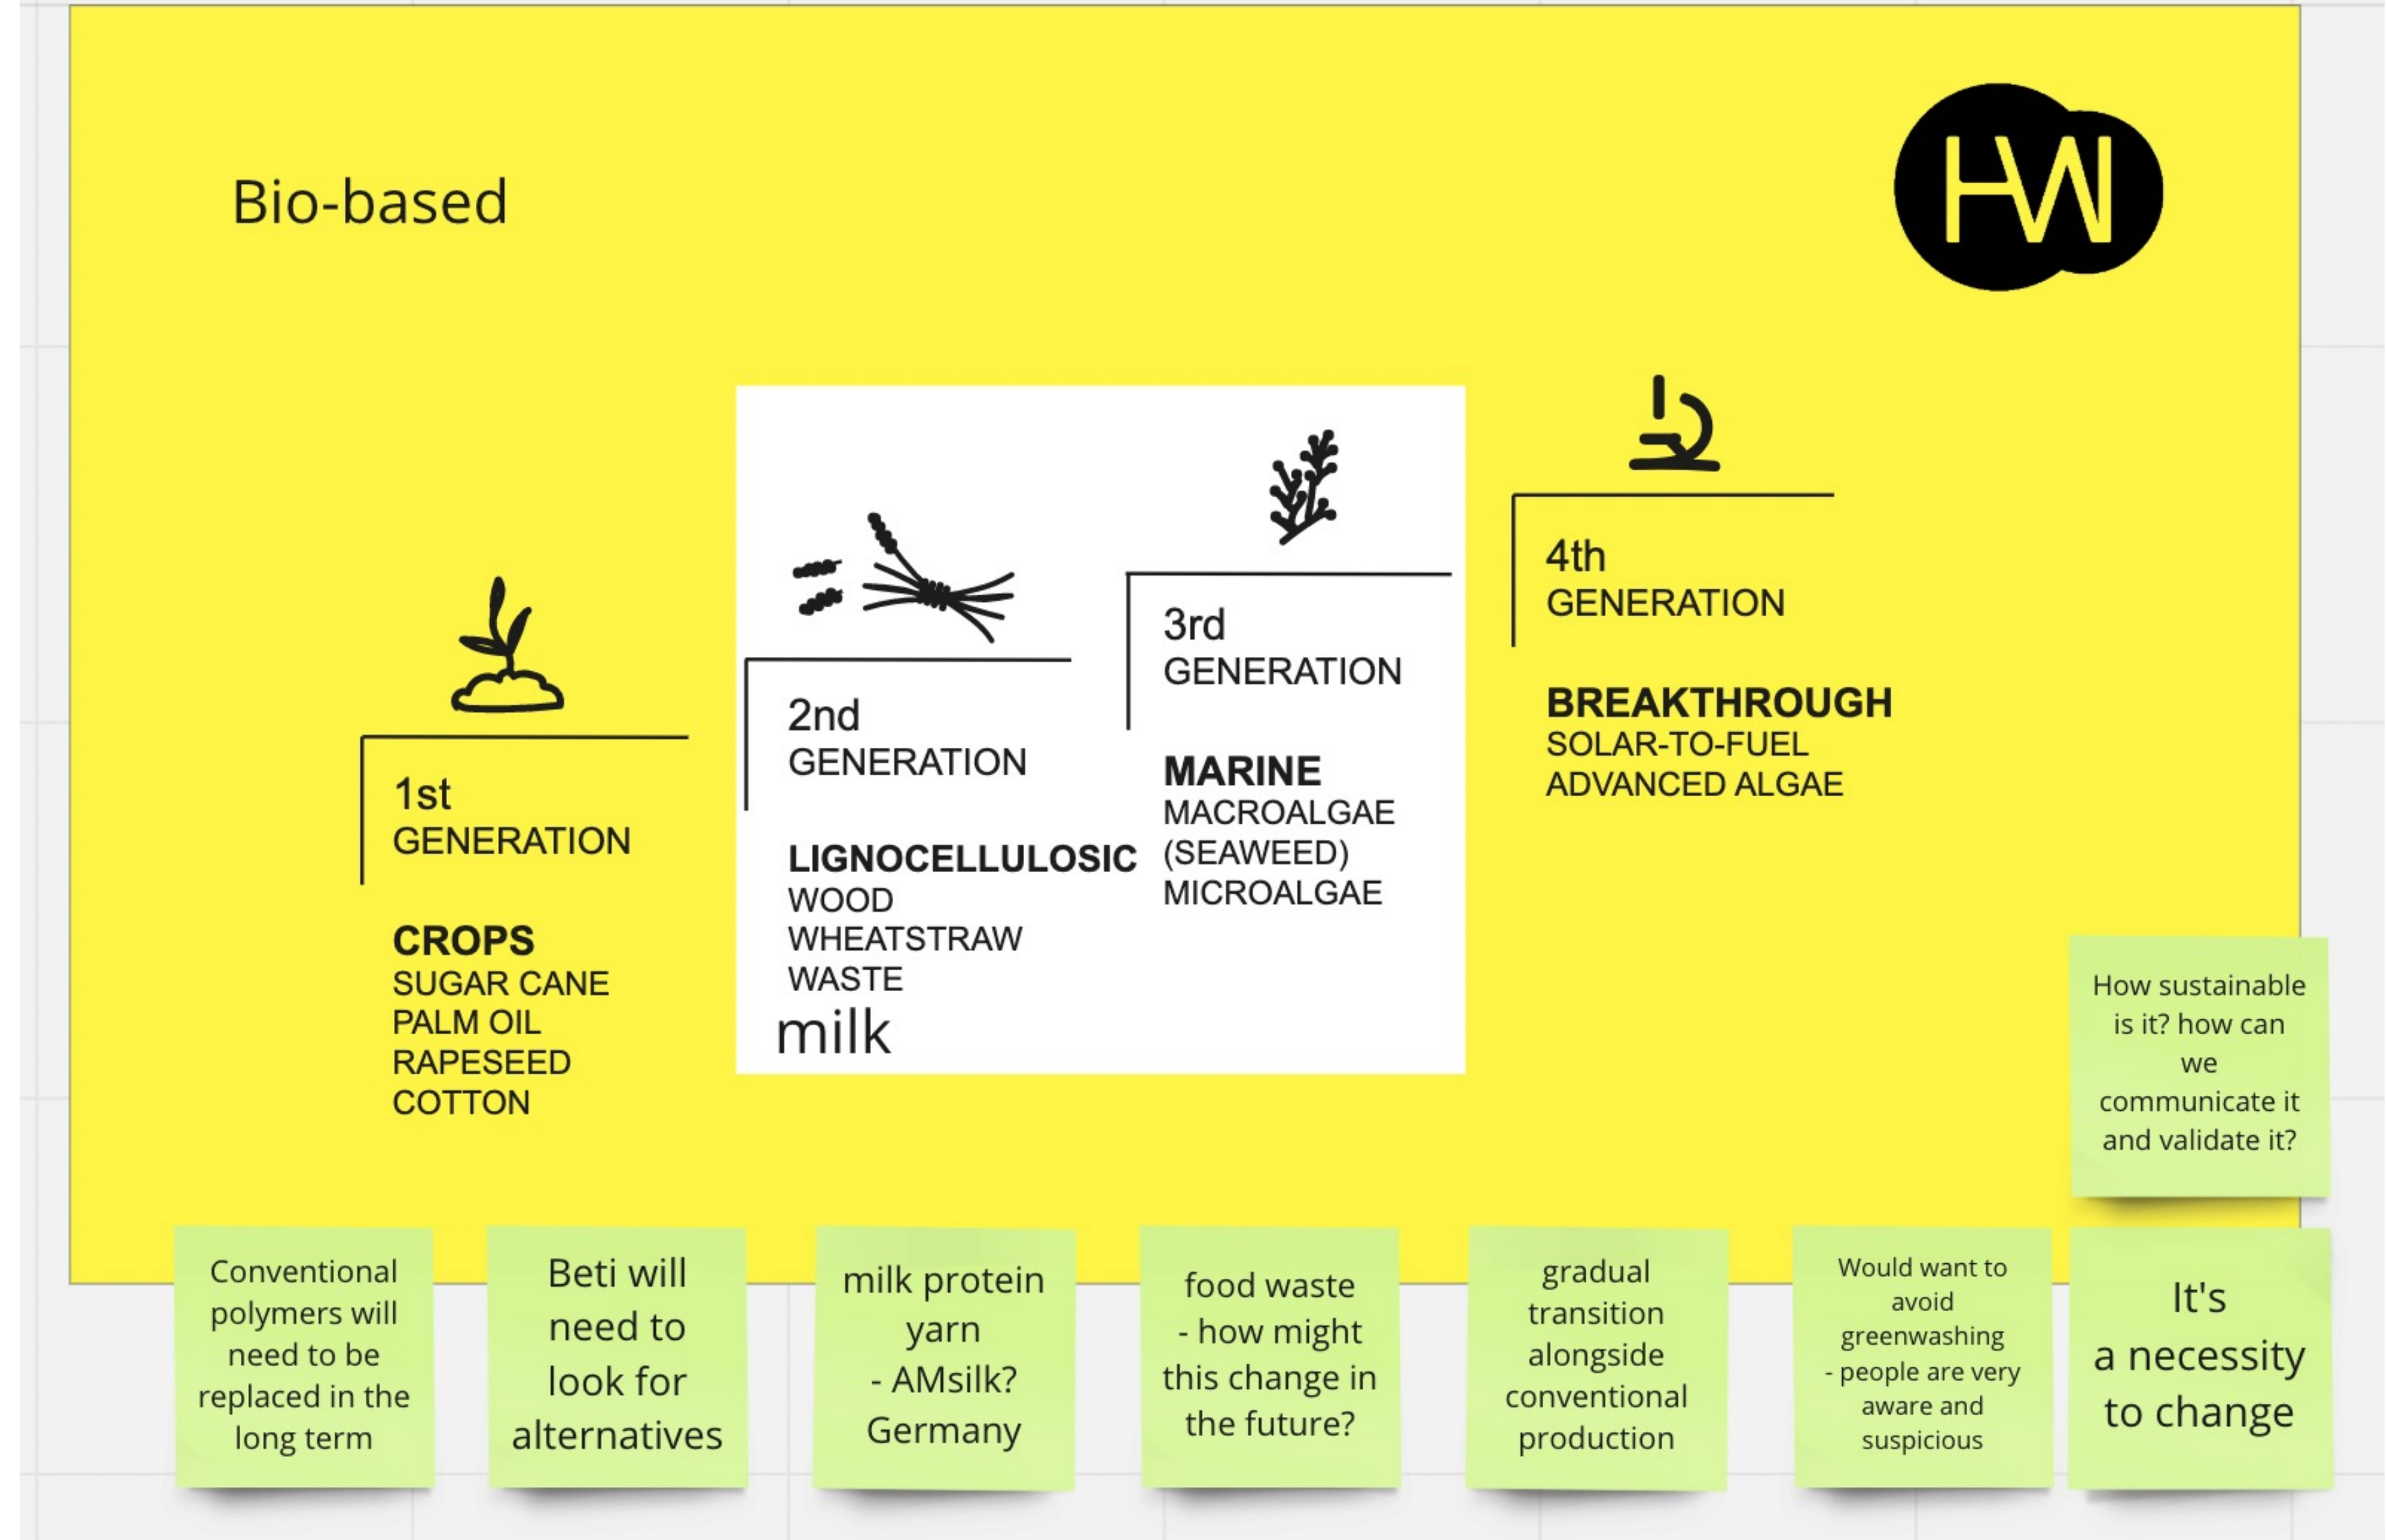 Bio-based
HW
1st
GENERATION
CROPS
SUGAR CANE
PALM OIL
RAPESEED
COTTON
2nd
GENERATION
LIGNOCELLULOSIC
WOOD
WHEATSTRAW
WASTE
milk
3rd
GENERATION
MARINE
MACROALGAE
(SEAWEED)
MICROALGAE
4th
GENERATION
BREAKTHROUGH
SOLAR-TO-FUEL
ADVANCED ALGAE
How sustainable
is it? how can
we
communicate it
and validate it?
Conventional
polymers will
need to be
replaced in the
long term
Beti will
need to
look for
alternatives
milk protein
yarn
- AMsilk?
Germany
food waste
- how might
this change in
the future?
gradual
transition
alongside
conventional
production
Would want to
avoid
greenwashing
- people are very
aware and
suspicious
It's
a necessity
to change